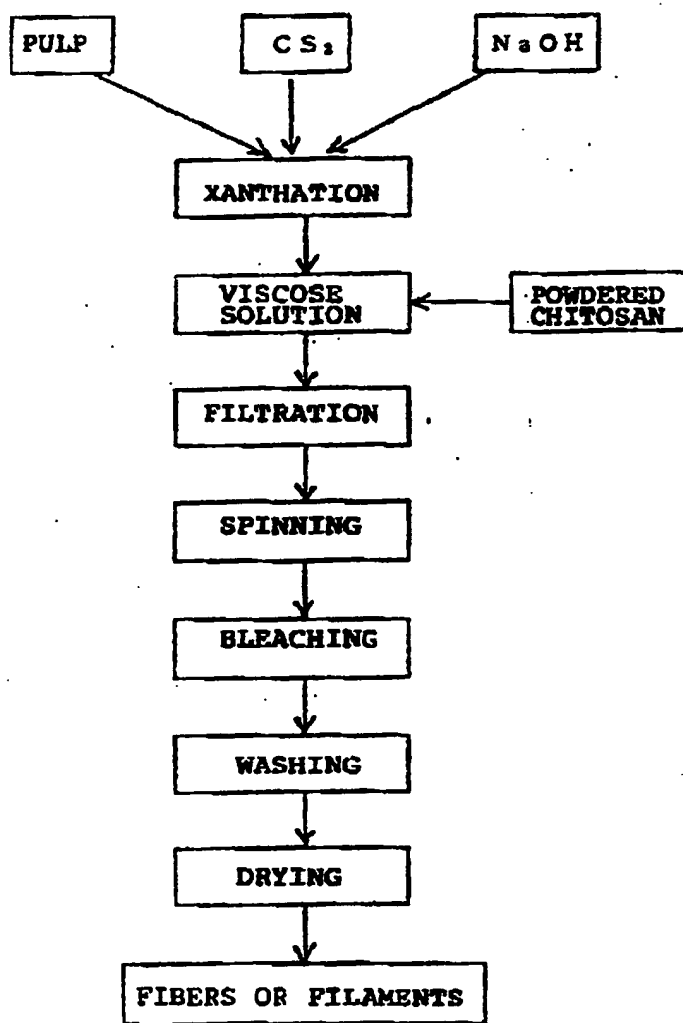 PULP
CS₂
NaOH
XANTHATION
VISCOSE
SOLUTION
POWDERED
CHITOSAN
FILTRATION
SPINNING
BLEACHING
WASHING
DRYING
FIBERS OR FILAMENTS